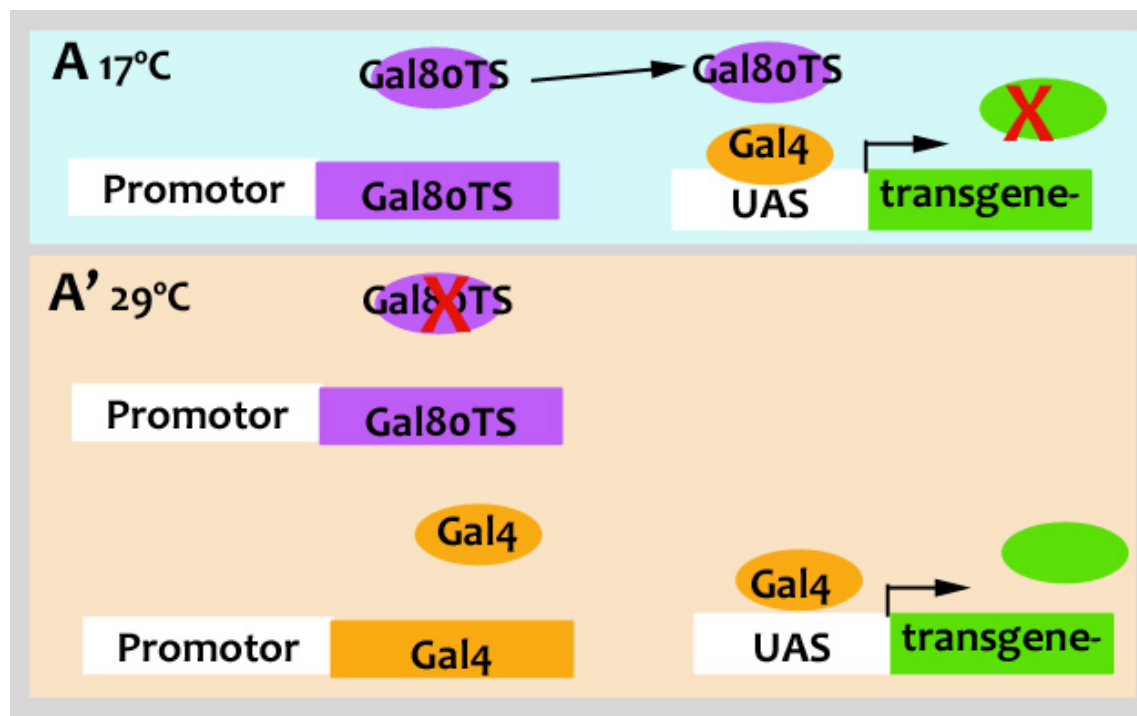 A 17°C
Gal80TS
Gal80TS
X
Gal4
Promotor
Gal80TS
UAS
transgene-
A’ 29°C
Gal80TS
X
Promotor
Gal80TS
Gal4
Gal4
Promotor
Gal4
UAS
transgene-